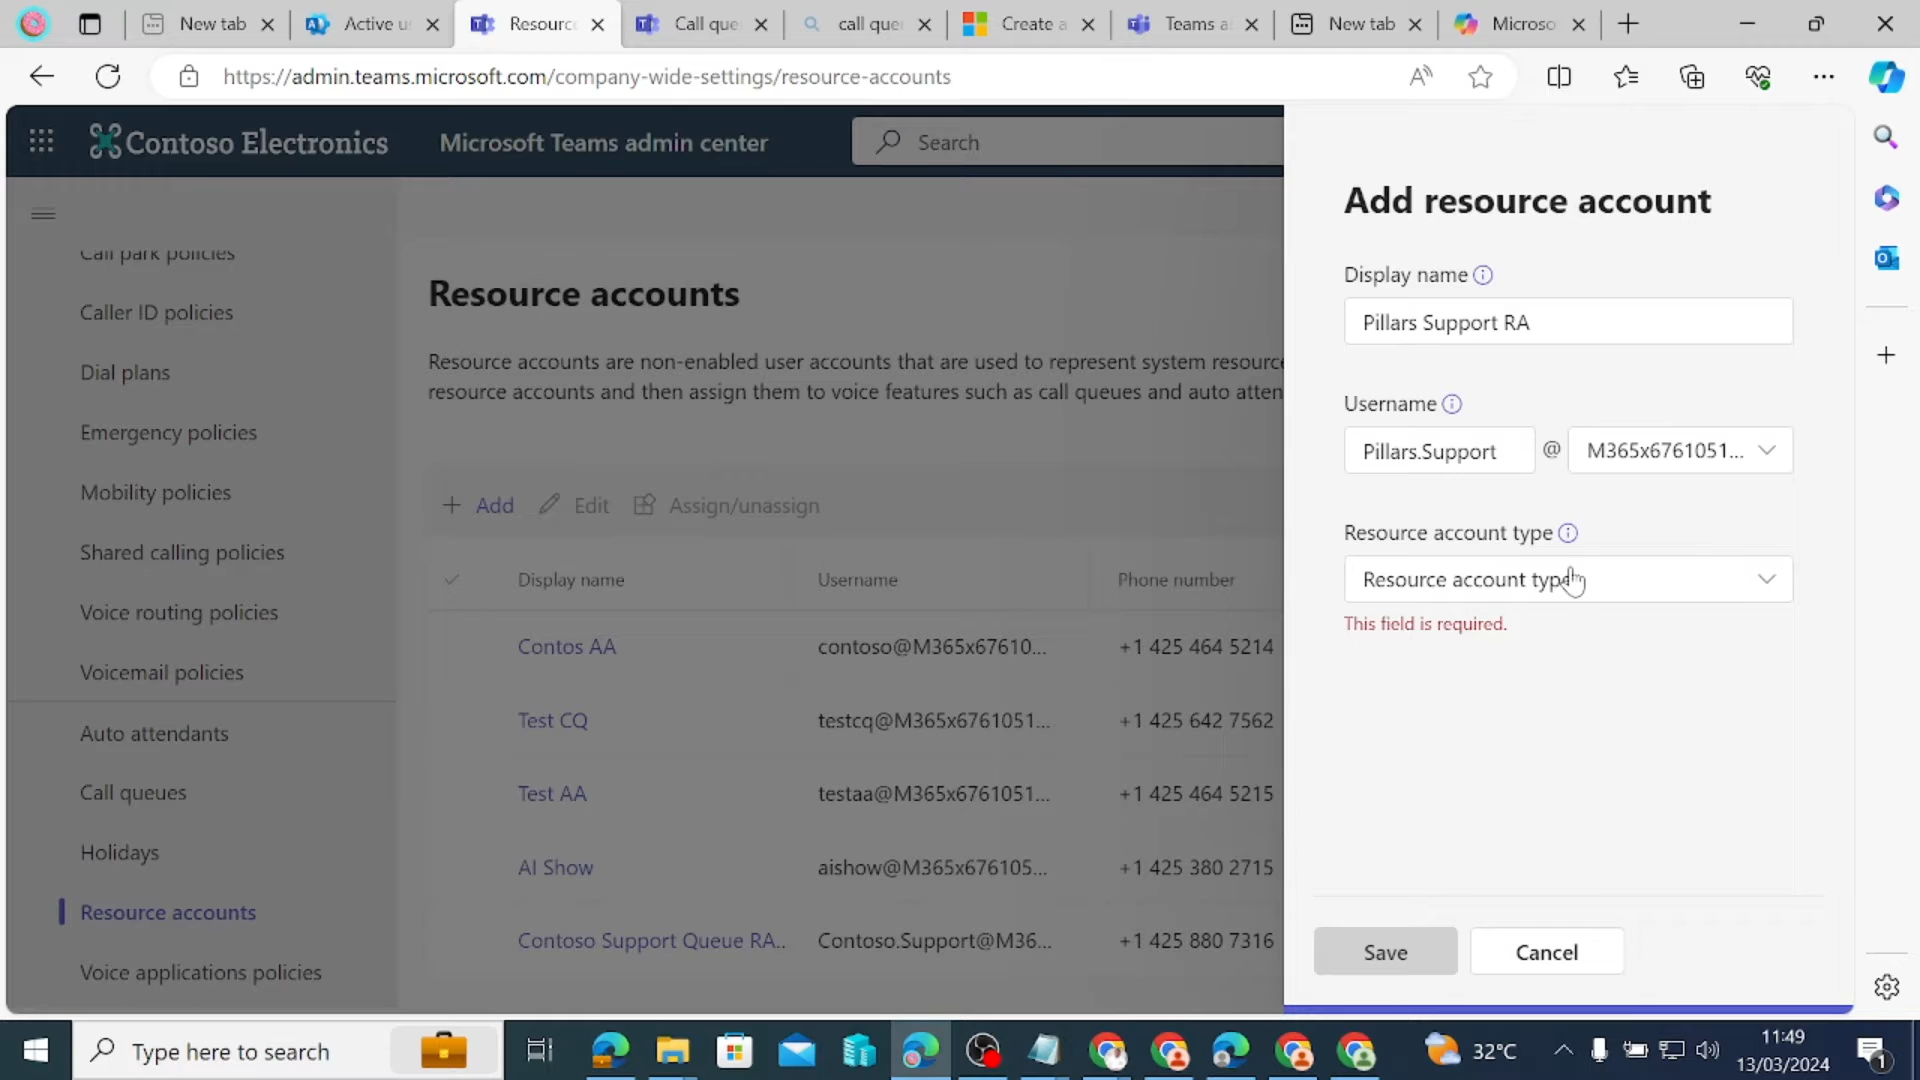 New tab
Active u
Resourc
Call que
call que
Create a
Teams a
New tab
Microso
https://admin.teams.microsoft.com/company-wide-settings/resource-accounts
Contoso Electronics
Microsoft Teams admin center
Search
Call park policies
Caller ID policies
Dial plans
Emergency policies
Mobility policies
Shared calling policies
Voice routing policies
Voicemail policies
Auto attendants
Call queues
Holidays
Resource accounts
Voice applications policies
Resource accounts
Resource accounts are non-enabled user accounts that are used to represent system resourc
resource accounts and then assign them to voice features such as call queues and auto atten
Add Edit Assign/unassign
Display name Username Phone number
Contos AA contoso@M365x67610... +1 425 464 5214
Test CQ testcq@M365x6761051... +1 425 642 7562
Test AA testaa@M365x6761051... +1 425 464 5215
AI Show aishow@M365x676105... +1 425 380 2715
Contoso Support Queue RA.. Contoso.Support@M36... +1 425 880 7316
Add resource account
Display name
Pillars Support RA
Username
Pillars.Support @ M365x6761051...
Resource account type
Resource account type
This field is required.
Save Cancel
Type here to search
32°C
11:49
13/03/2024
1